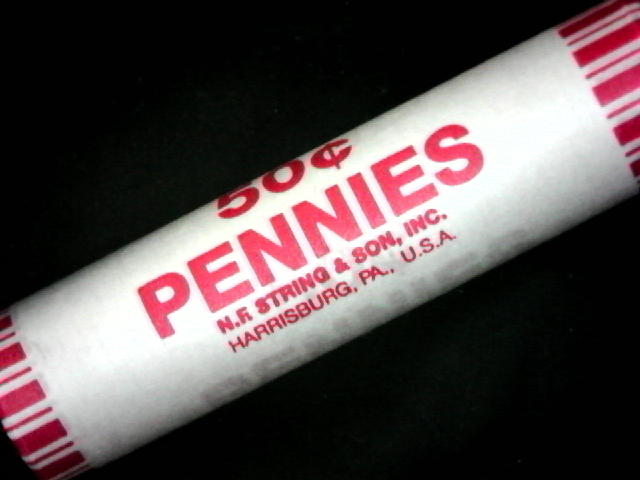 50¢
PENNIES
N.F. STRING & SON, INC.
HARRISBURG, PA., U.S.A.